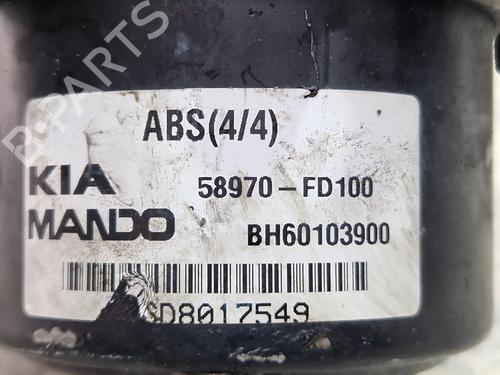 B-PARTS
ABS(4/4)
KIA 58970-FD100
MANDO BH60103900
D8017549